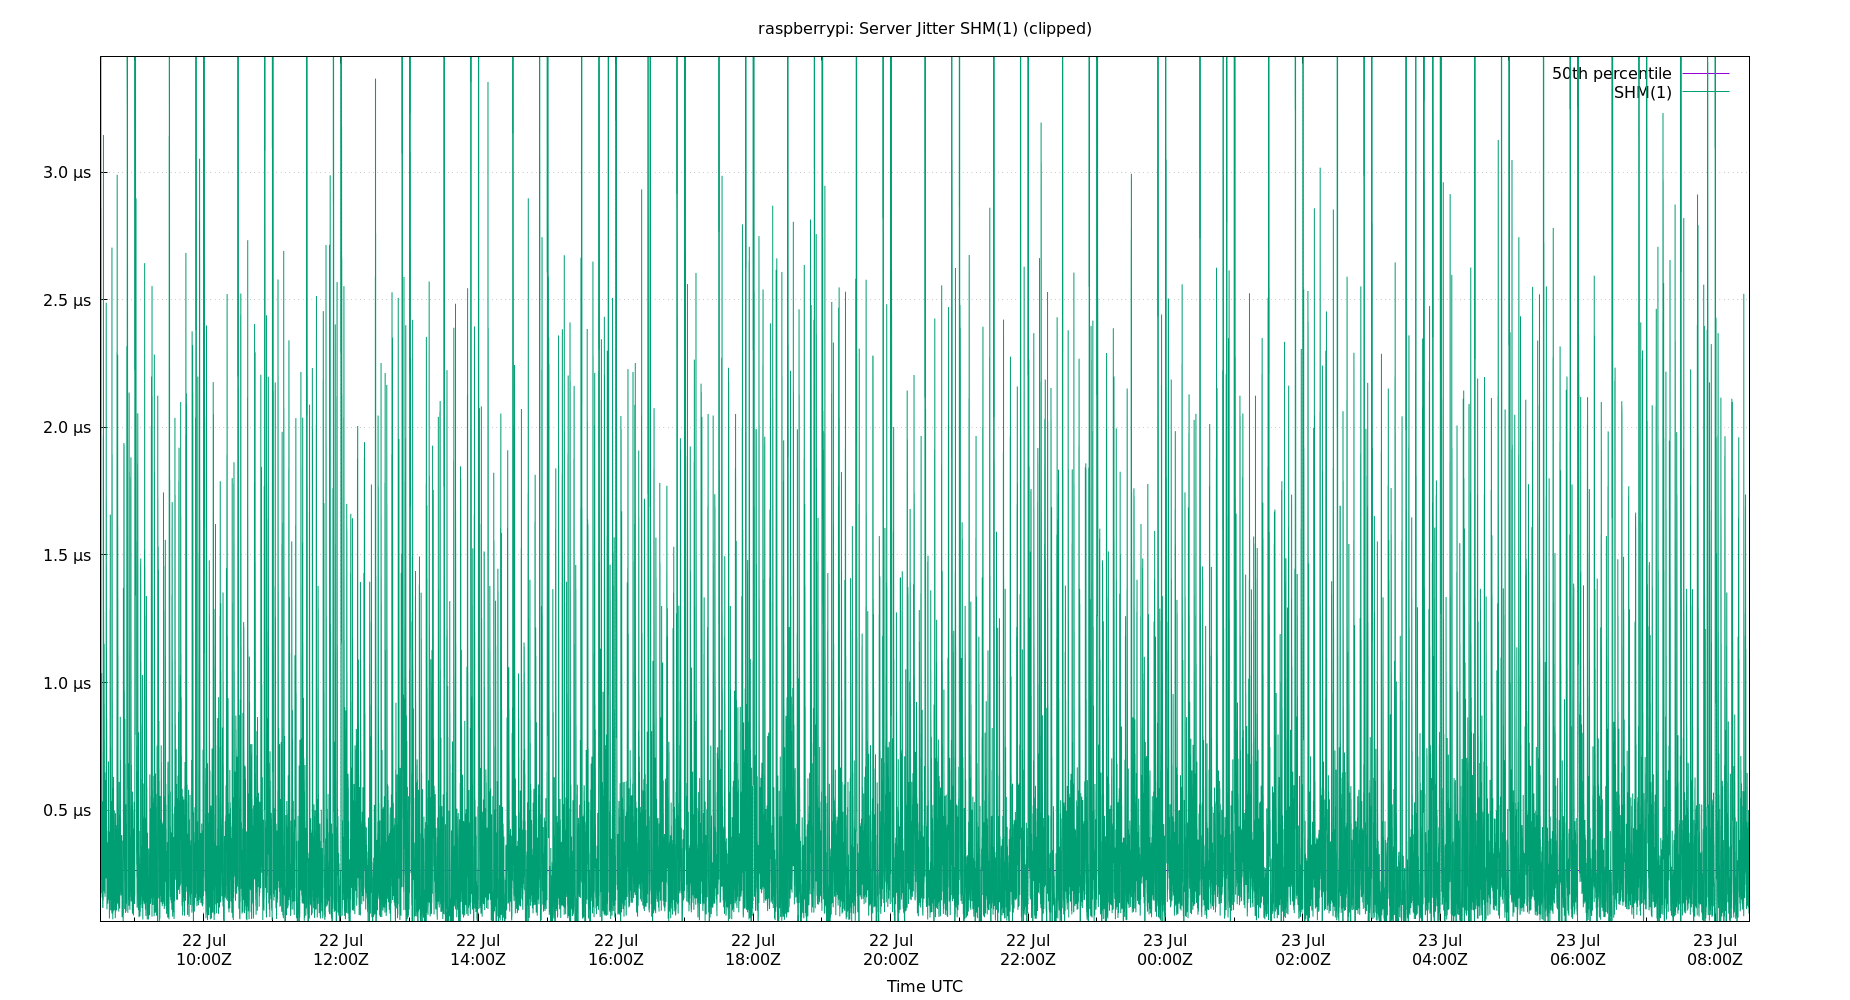 raspberrypi: Server Jitter SHM(1) (clipped)
50th percentile
SHM(1)
3.0 µs
2.5 µs
2.0 µs
1.5 µs
1.0 µs
0.5 µs
22 Jul 22 Jul 22 Jul 22 Jul 22 Jul 22 Jul 22 Jul 23 Jul 23 Jul 23 Jul 23 Jul 23 Jul
10:00Z 12:00Z 14:00Z 16:00Z 18:00Z 20:00Z 22:00Z 00:00Z 02:00Z 04:00Z 06:00Z 08:00Z
Time UTC